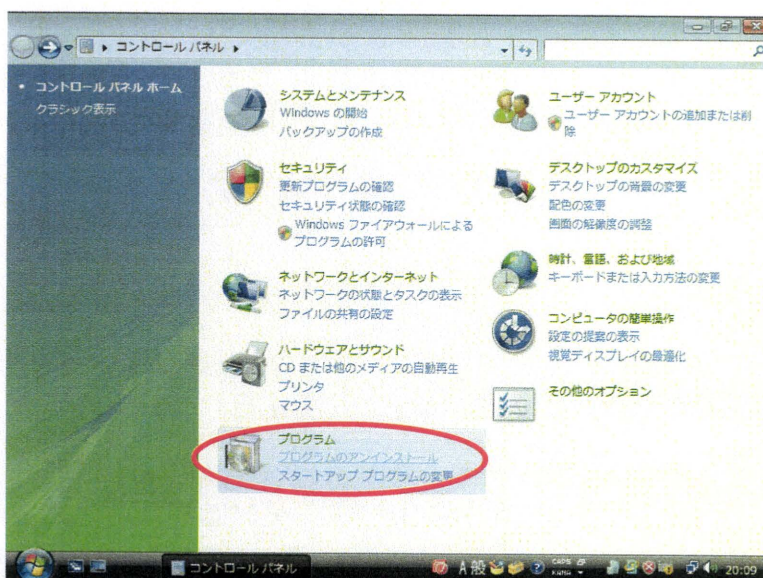 コントロール パネル
コントロール パネル ホーム
クラシック表示
システムとメンテナンス
Windows の開始
バックアップの作成
セキュリティ
更新プログラムの確認
セキュリティ状態の確認
Windows ファイアウォールによる
プログラムの許可
ネットワークとインターネット
ネットワークの状態とタスクの表示
ファイルの共有の設定
ハードウェアとサウンド
CD または他のメディアの自動再生
プリンタ
マウス
プログラム
プログラムのアンインストール
スタートアップ プログラムの変更
ユーザー アカウント
ユーザー アカウントの追加または削
除
デスクトップのカスタマイズ
デスクトップの背景の変更
配色の変更
画面の解像度の調整
時計、言語、および地域
キーボードまたは入力方法の変更
コンピュータの簡単操作
設定の提案の表示
視覚ディスプレイの最適化
その他のオプション
コントロール パネル
A 般
CAPS
KANA
20:09